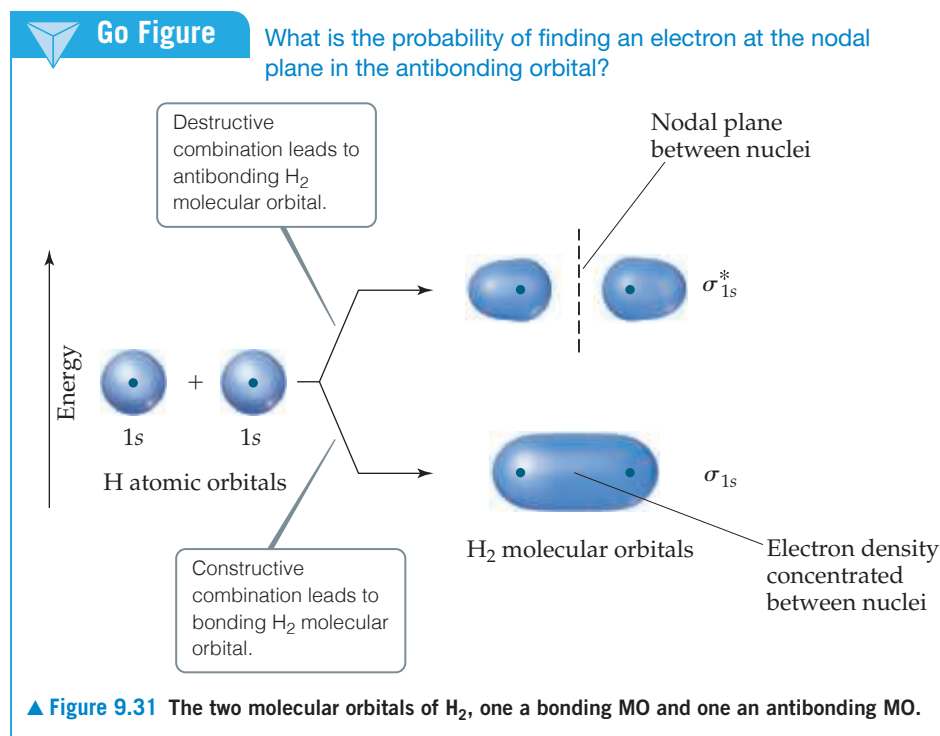 Go Figure
What is the probability of finding an electron at the nodal
plane in the antibonding orbital?
Destructive
combination leads to
antibonding H₂
molecular orbital.
Nodal plane
between nuclei
σ*1s
Energy
+
1s
1s
H atomic orbitals
σ1s
H₂ molecular orbitals
Electron density
concentrated
between nuclei
Constructive
combination leads to
bonding H₂ molecular
orbital.
▲ Figure 9.31 The two molecular orbitals of H₂, one a bonding MO and one an antibonding MO.